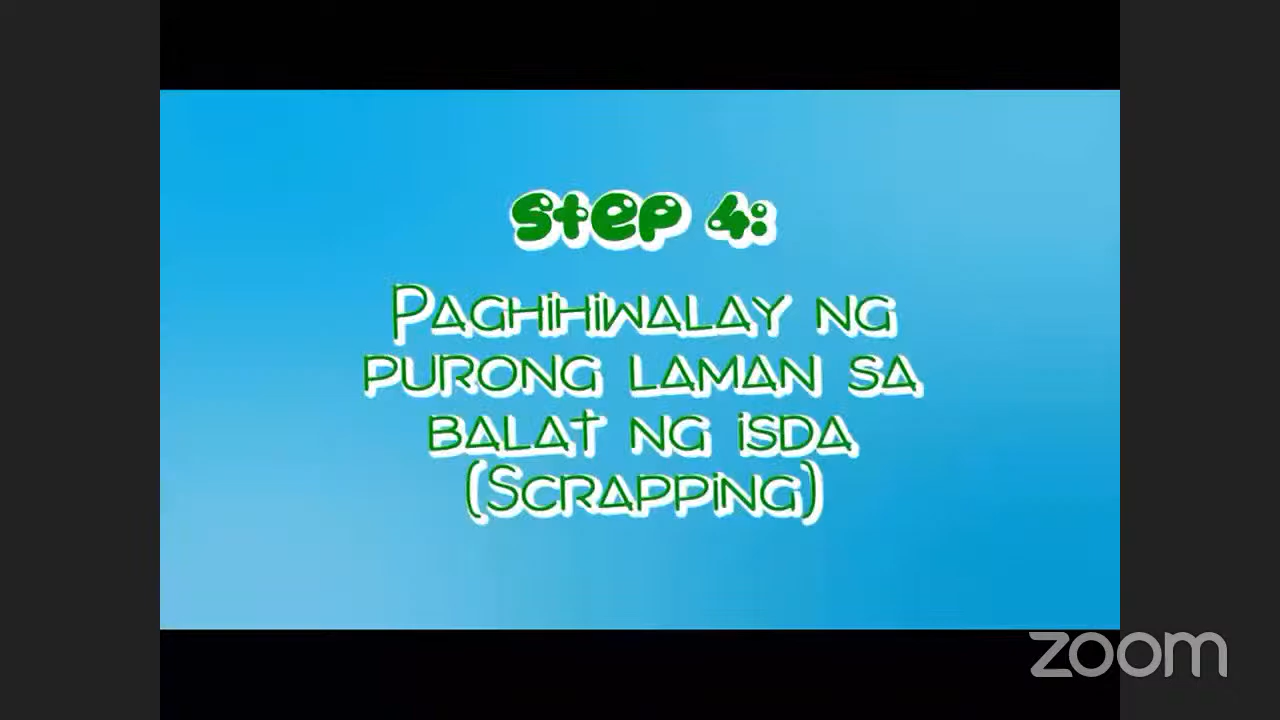 Step 4:
Paghihiwalay ng
purong laman sa
balat ng isda
(Scrapping)
zoom